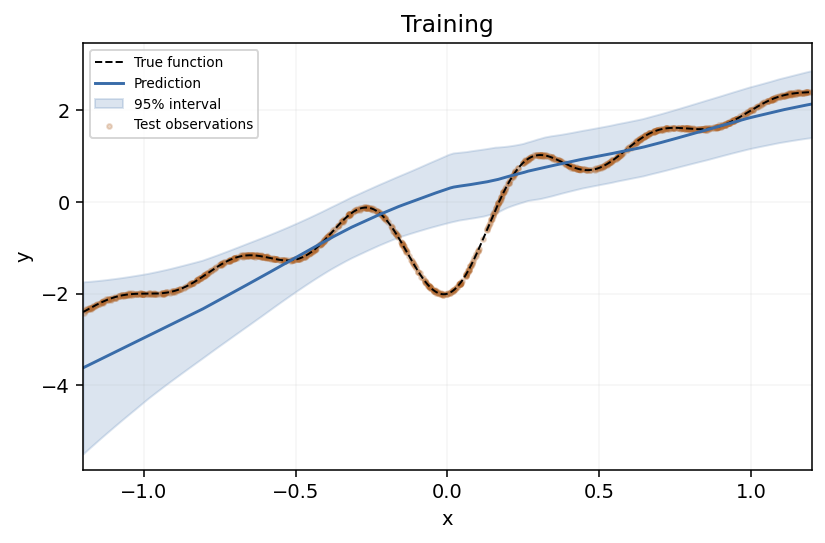 Training
True function
Prediction
95% interval
Test observations
2
0
−2
−4
y
−1.0 −0.5 0.0 0.5 1.0
x